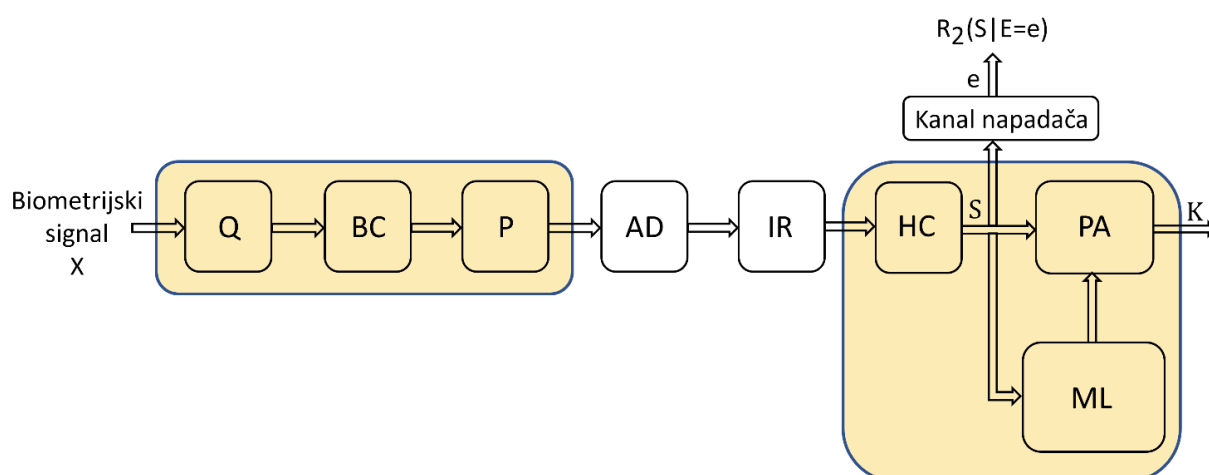 R₂(S|E=e)
e
Kanal napadača
Biometrijski
signal
X
Q
BC
P
AD
IR
HC
S
PA
K
ML